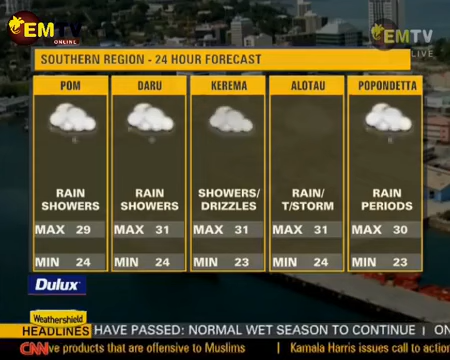 EMTV
ONLINE
EMTV
LIVE
SOUTHERN REGION - 24 HOUR FORECAST
POM DARU KEREMA ALOTAU POPONDETTA
RAIN SHOWERS RAIN SHOWERS SHOWERS/ DRIZZLES RAIN/ T/STORM RAIN PERIODS
MAX 29 MAX 31 MAX 31 MAX 31 MAX 30
MIN 24 MIN 24 MIN 23 MIN 24 MIN 23
Dulux
Weathershield
HEADLINES HAVE PASSED: NORMAL WET SEASON TO CONTINUE | ON
CNN ve products that are offensive to Muslims | Kamala Harris issues call to action